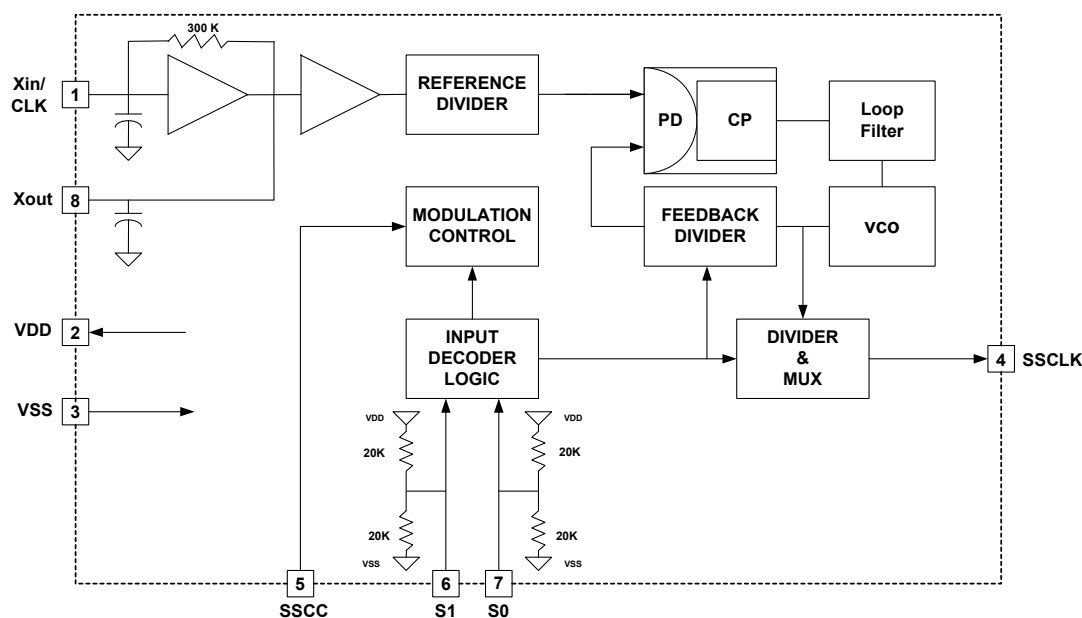 300 K
Xin/
CLK
1
REFERENCE
DIVIDER
PD
CP
Loop
Filter
Xout
8
MODULATION
CONTROL
FEEDBACK
DIVIDER
VCO
VDD
2
INPUT
DECODER
LOGIC
DIVIDER
&
MUX
4
SSCLK
VSS
3
VDD
VDD
20K
20K
20K
20K
VSS
VSS
5
6
7
SSCC
S1
S0